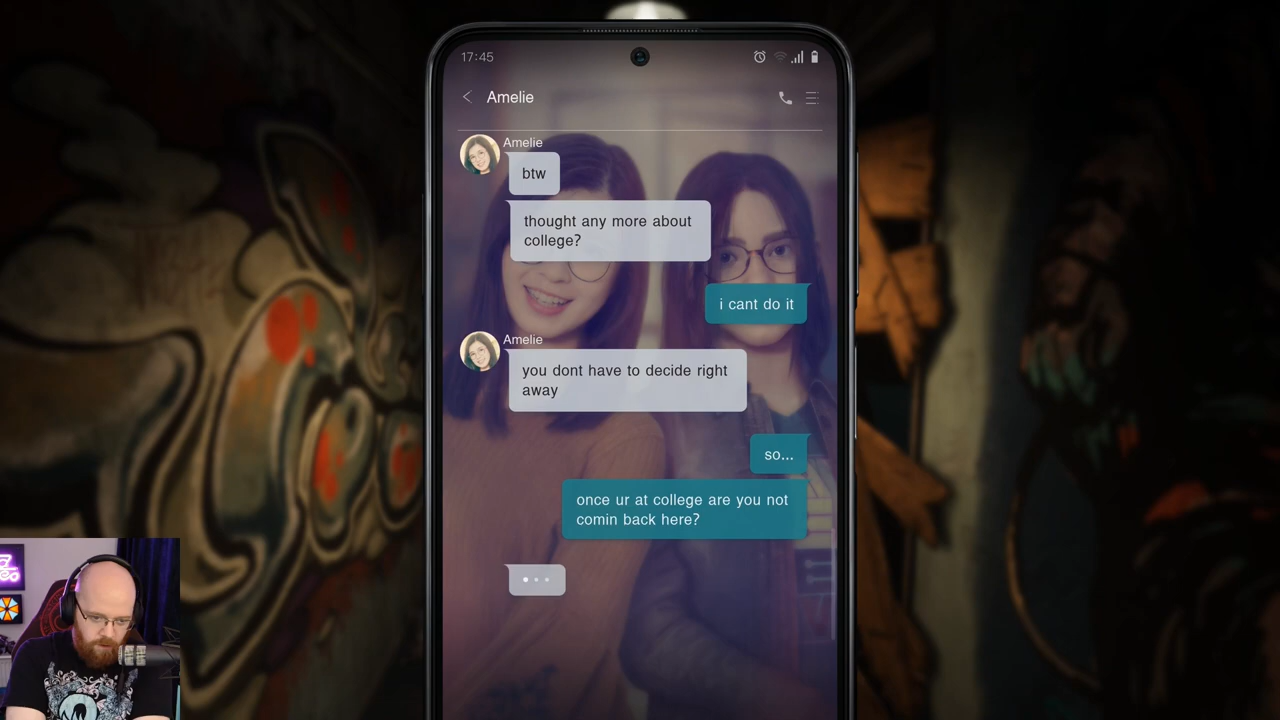 17:45
Amelie
Amelie
btw
thought any more about
college?
i cant do it
Amelie
you dont have to decide right
away
so...
once ur at college are you not
comin back here?